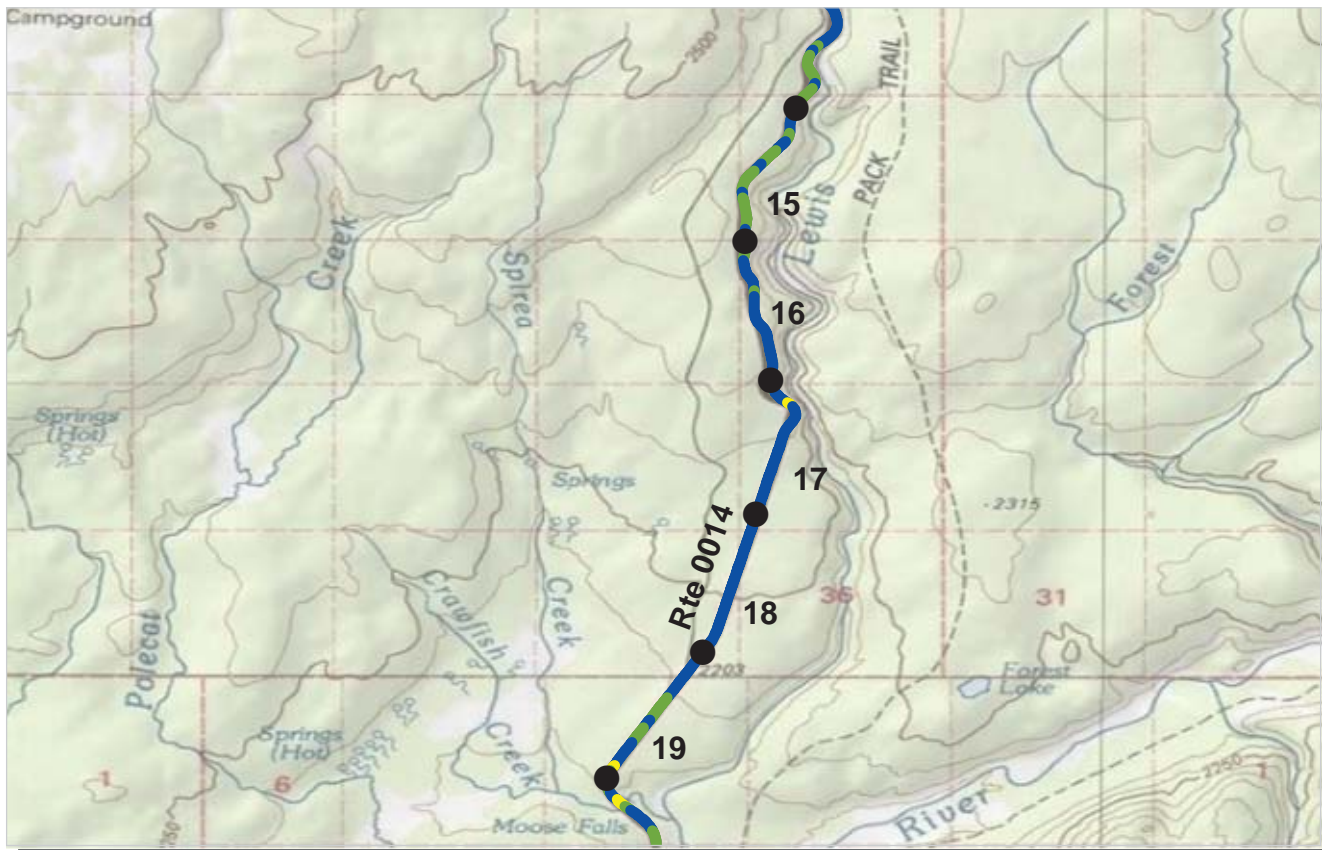 Campground
2500
TRAIL
PACK
15
Lewis
Creek
Spirea
Forest
16
Springs
(Hot)
Springs
17
2315
Rte 0014
36
31
18
Crawfish
Creek
Polecat
2203
Forest
Lake
19
Springs
(Hot)
Creek
1
6
2250
1
River
Moose Falls